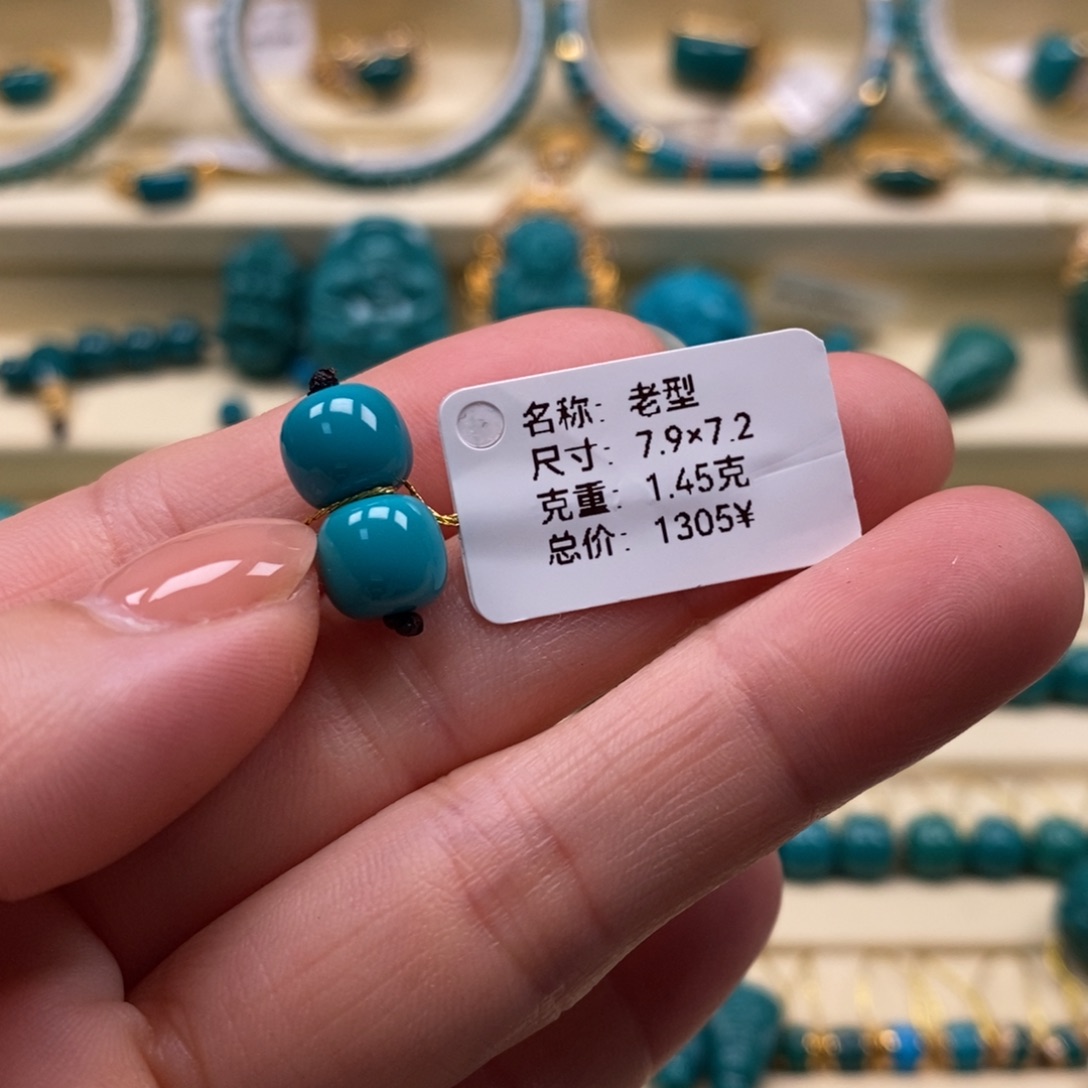 名称: 老型
尺寸: 7.9×7.2
克重: 1.45克
总价: 1305¥